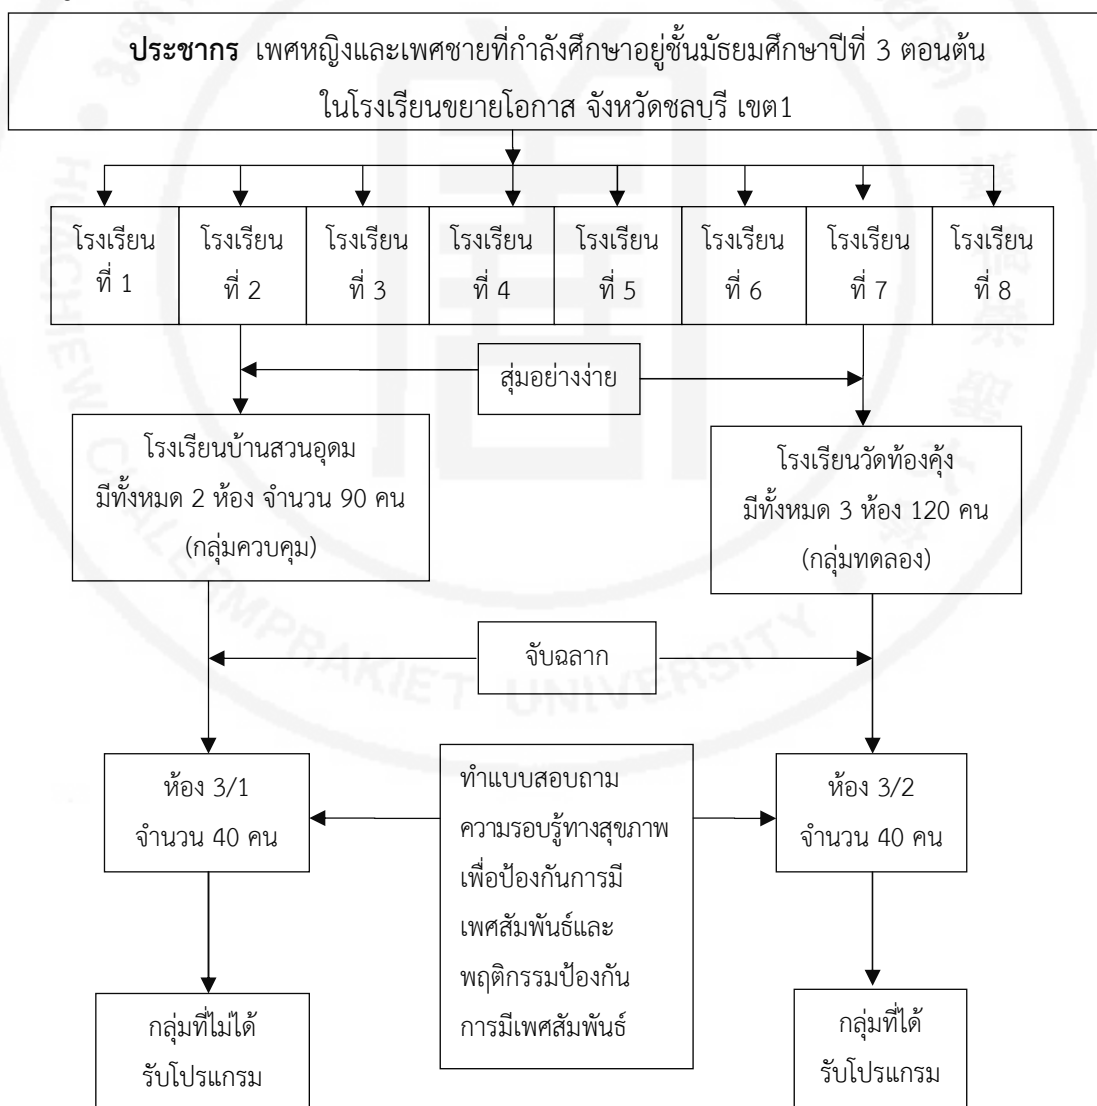 ประชากร เพศหญิงและเพศชายที่กำลังศึกษาอยู่ชั้นมัธยมศึกษาปีที่ 3 ตอนต้น
ในโรงเรียนขยายโอกาส จังหวัดชลบุรี เขต1
โรงเรียน
ที่ 1
โรงเรียน
ที่ 2
โรงเรียน
ที่ 3
โรงเรียน
ที่ 4
โรงเรียน
ที่ 5
โรงเรียน
ที่ 6
โรงเรียน
ที่ 7
โรงเรียน
ที่ 8
สุ่มอย่างง่าย
โรงเรียนบ้านสวนอุดม
มีทั้งหมด 2 ห้อง จำนวน 90 คน
(กลุ่มควบคุม)
โรงเรียนวัดท้องคุ้ง
มีทั้งหมด 3 ห้อง 120 คน
(กลุ่มทดลอง)
จับฉลาก
ห้อง 3/1
จำนวน 40 คน
ทำแบบสอบถาม
ความรอบรู้ทางสุขภาพ
เพื่อป้องกันการมี
เพศสัมพันธ์และ
พฤติกรรมป้องกัน
การมีเพศสัมพันธ์
ห้อง 3/2
จำนวน 40 คน
กลุ่มที่ไม่ได้
รับโปรแกรม
กลุ่มที่ได้
รับโปรแกรม
HUACHIEW CHALERMPRAKIET UNIVERSITY